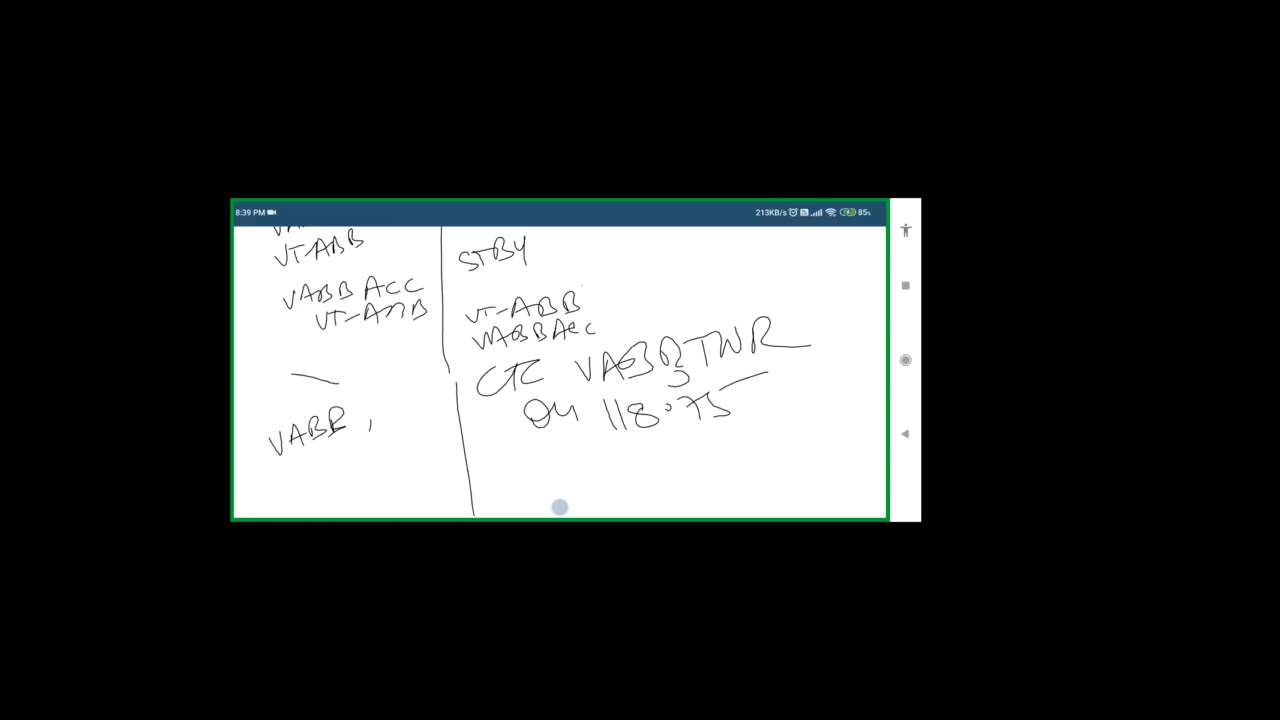 8:39 PM
213KB/s 85%
VT-ABB
VABB ACC
VT-ABB
VABB,
STBY
VT-ABB
VABB ACC
CTC VABB TWR
ON 118.75